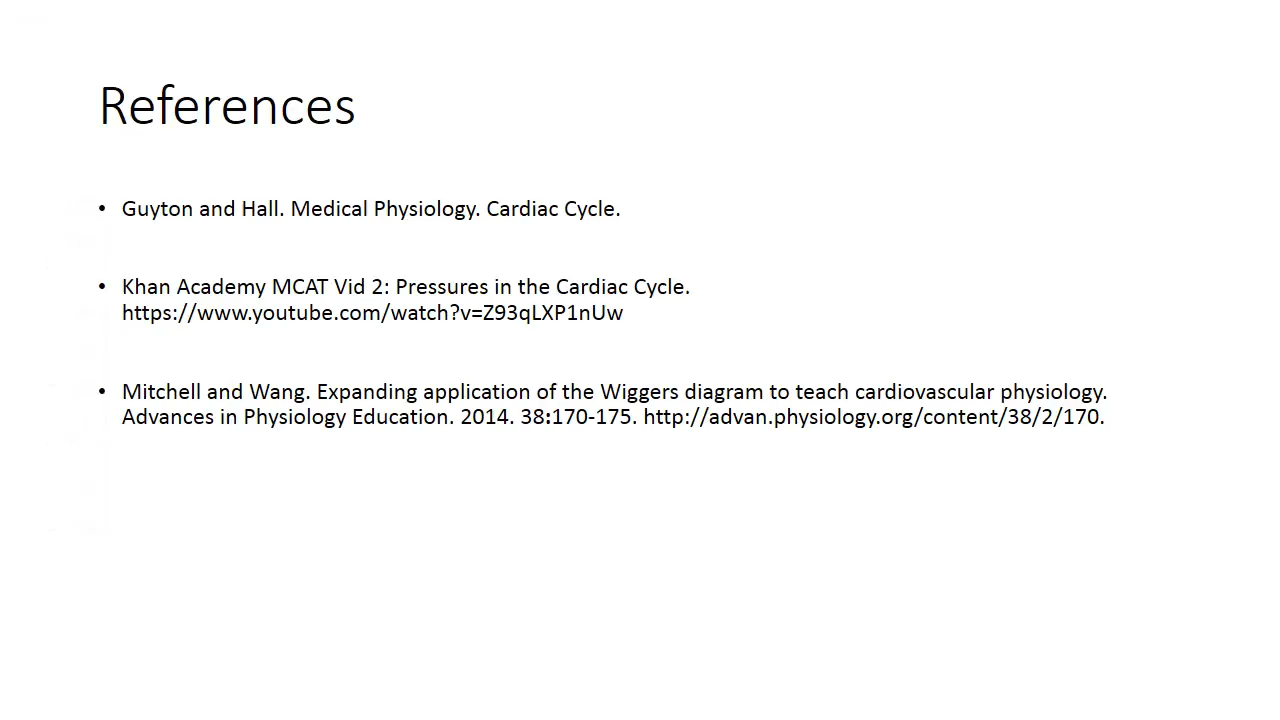 References
• Guyton and Hall. Medical Physiology. Cardiac Cycle.
• Khan Academy MCAT Vid 2: Pressures in the Cardiac Cycle.
https://www.youtube.com/watch?v=Z93qLXP1nUw
• Mitchell and Wang. Expanding application of the Wiggers diagram to teach cardiovascular physiology.
Advances in Physiology Education. 2014. 38:170-175. http://advan.physiology.org/content/38/2/170.